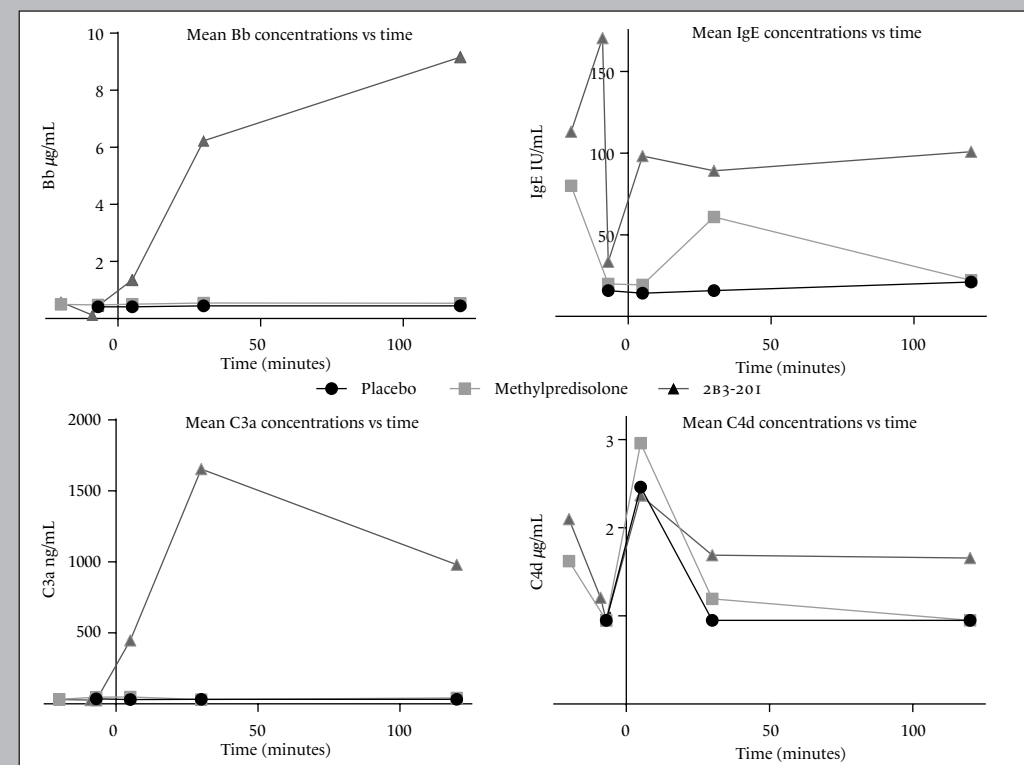 Mean Bb concentrations vs time
10
8
6
4
2
Bb µg/mL
0 50 100
Time (minutes)
Mean IgE concentrations vs time
150
100
50
IgE IU/mL
0 50 100
Time (minutes)
Placebo Methylpredisolone 2B3-201
Mean C3a concentrations vs time
2000
1500
1000
500
C3a ng/mL
0 50 100
Time (minutes)
Mean C4d concentrations vs time
3
2
C4d µg/mL
0 50 100
Time (minutes)